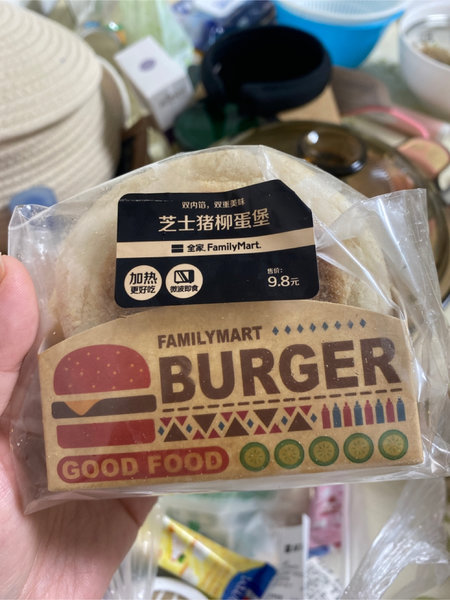 双内馅，双重美味
芝士猪柳蛋堡
全家 FamilyMart.
加热
更好吃
微波即食
售价：
9.8元
FAMILYMART
BURGER
GOOD FOOD